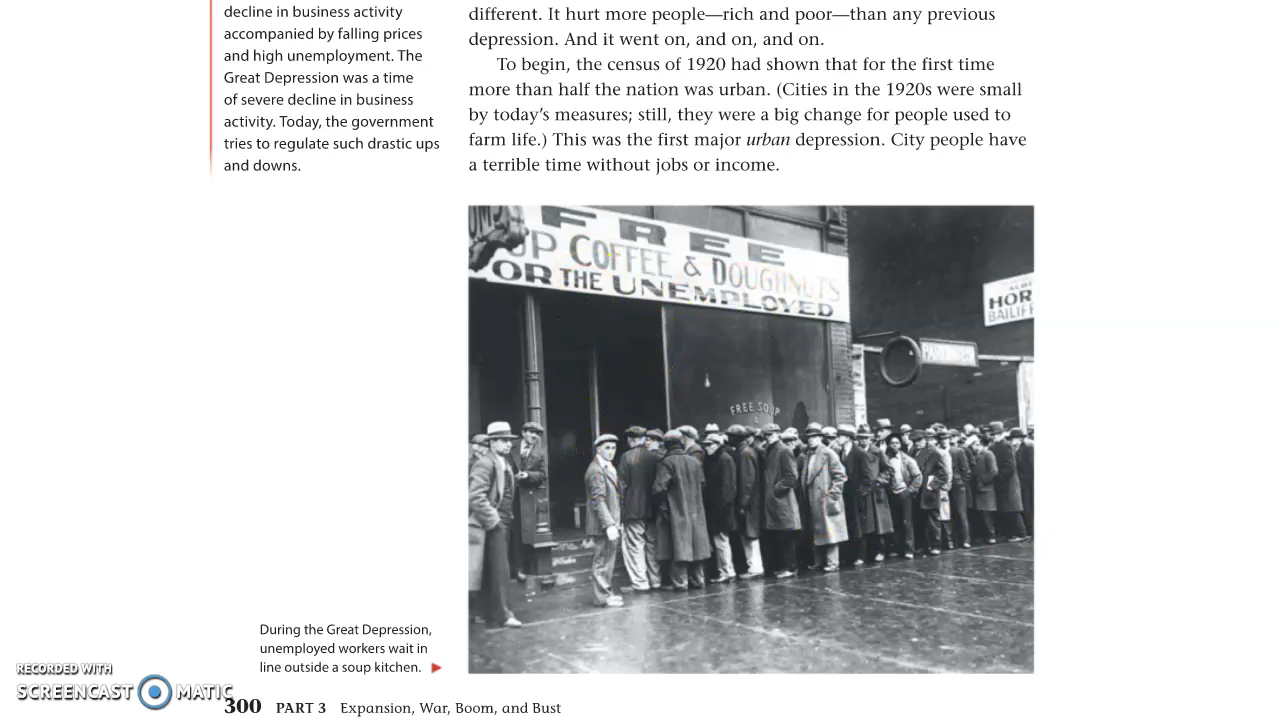 decline in business activity
accompanied by falling prices
and high unemployment. The
Great Depression was a time
of severe decline in business
activity. Today, the government
tries to regulate such drastic ups
and downs.
different. It hurt more people—rich and poor—than any previous
depression. And it went on, and on, and on.
To begin, the census of 1920 had shown that for the first time
more than half the nation was urban. (Cities in the 1920s were small
by today's measures; still, they were a big change for people used to
farm life.) This was the first major urban depression. City people have
a terrible time without jobs or income.
FREE
UP COFFEE & DOUGHNUTS
OR THE UNEMPLOYED
HOR
BAILIFF
FREE SOUP
During the Great Depression,
unemployed workers wait in
line outside a soup kitchen.
RECORDED WITH
SCREENCAST MATIC
300 PART 3 Expansion, War, Boom, and Bust